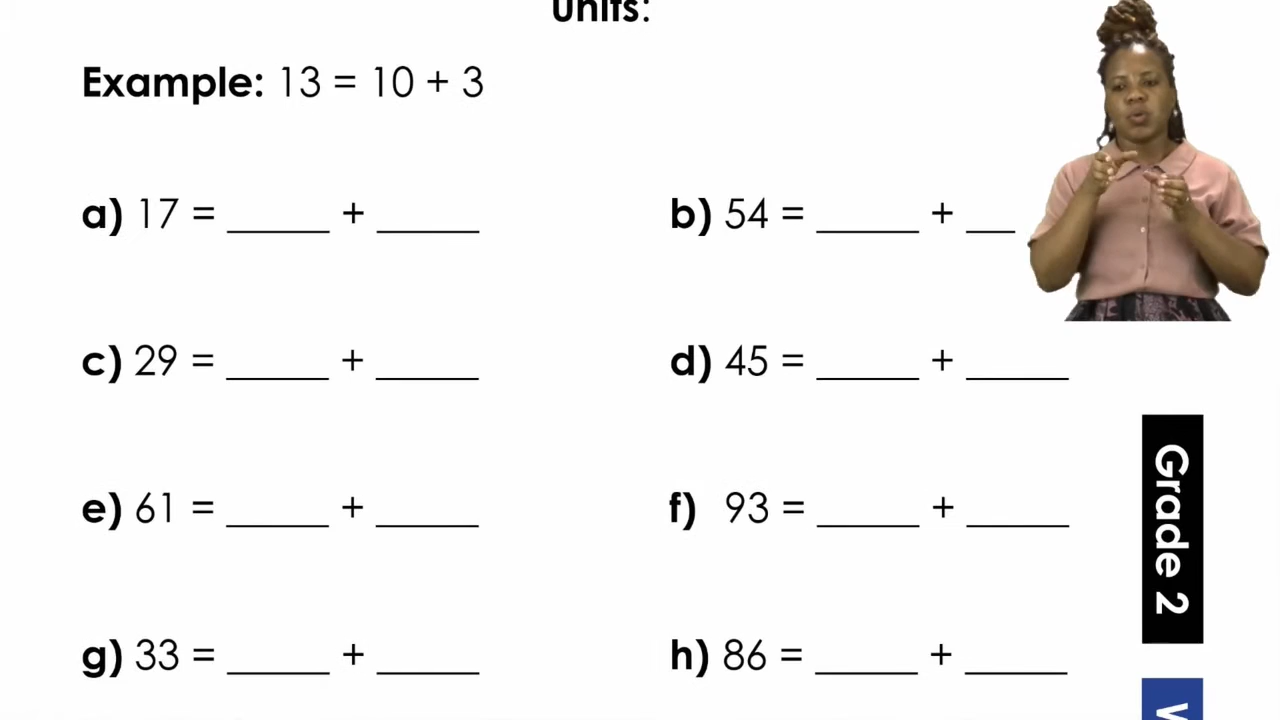 Units:
Example: 13 = 10 + 3
a) 17 = _____ + _____
b) 54 = _____ + __
c) 29 = _____ + _____
d) 45 = _____ + _____
e) 61 = _____ + _____
f) 93 = _____ + _____
g) 33 = _____ + _____
h) 86 = _____ + _____
Grade 2